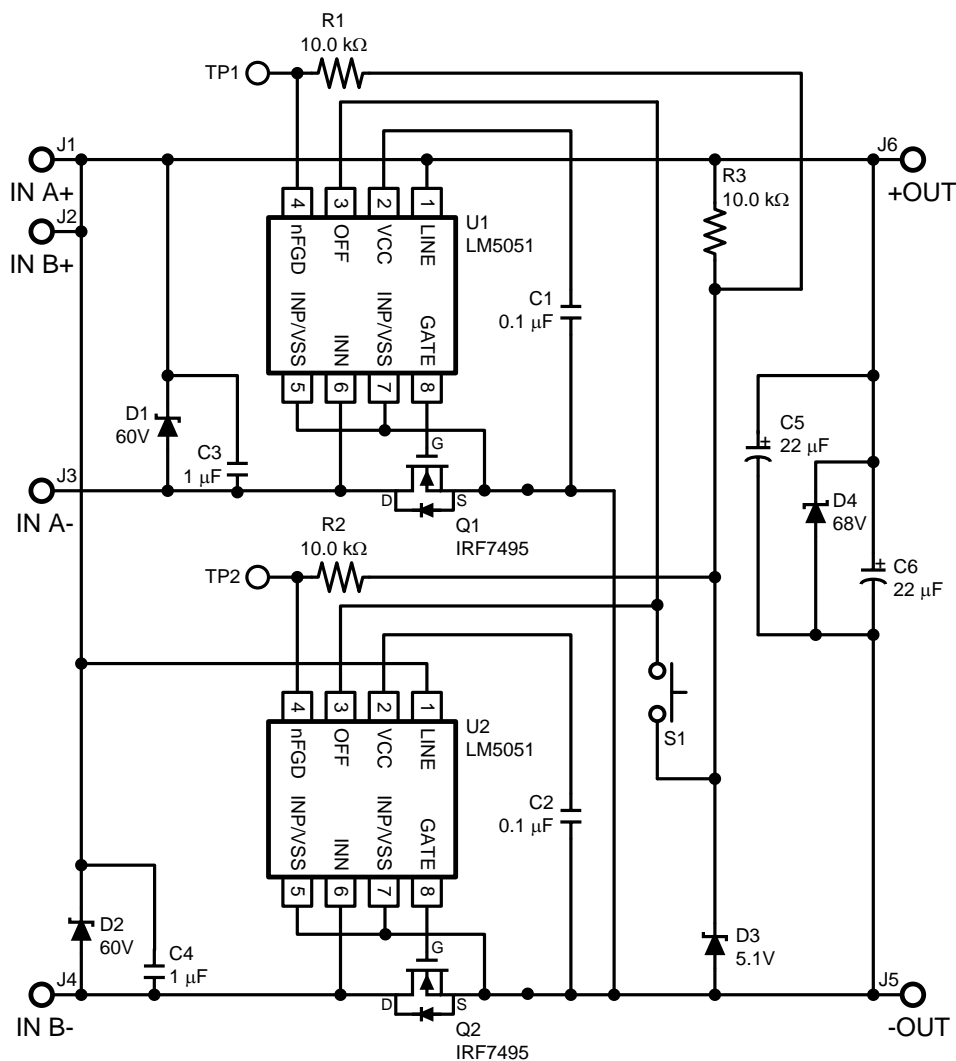 R1
10.0 kΩ
TP1
J1
IN A+
J2
IN B+
J6
+OUT
R3
10.0 kΩ
4
3
2
1
nFGD
OFF
VCC
LINE
U1
LM5051
INP/VSS
INN
INP/VSS
GATE
5
6
7
8
C1
0.1 µF
D1
60V
C3
1 µF
C5
+
22 µF
D4
68V
G
J3
IN A-
D
S
Q1
IRF7495
R2
10.0 kΩ
TP2
C6
+
22 µF
4
3
2
1
nFGD
OFF
VCC
LINE
U2
LM5051
S1
INP/VSS
INN
INP/VSS
GATE
5
6
7
8
C2
0.1 µF
D2
60V
C4
1 µF
D3
5.1V
G
J4
IN B-
D
S
Q2
IRF7495
J5
-OUT